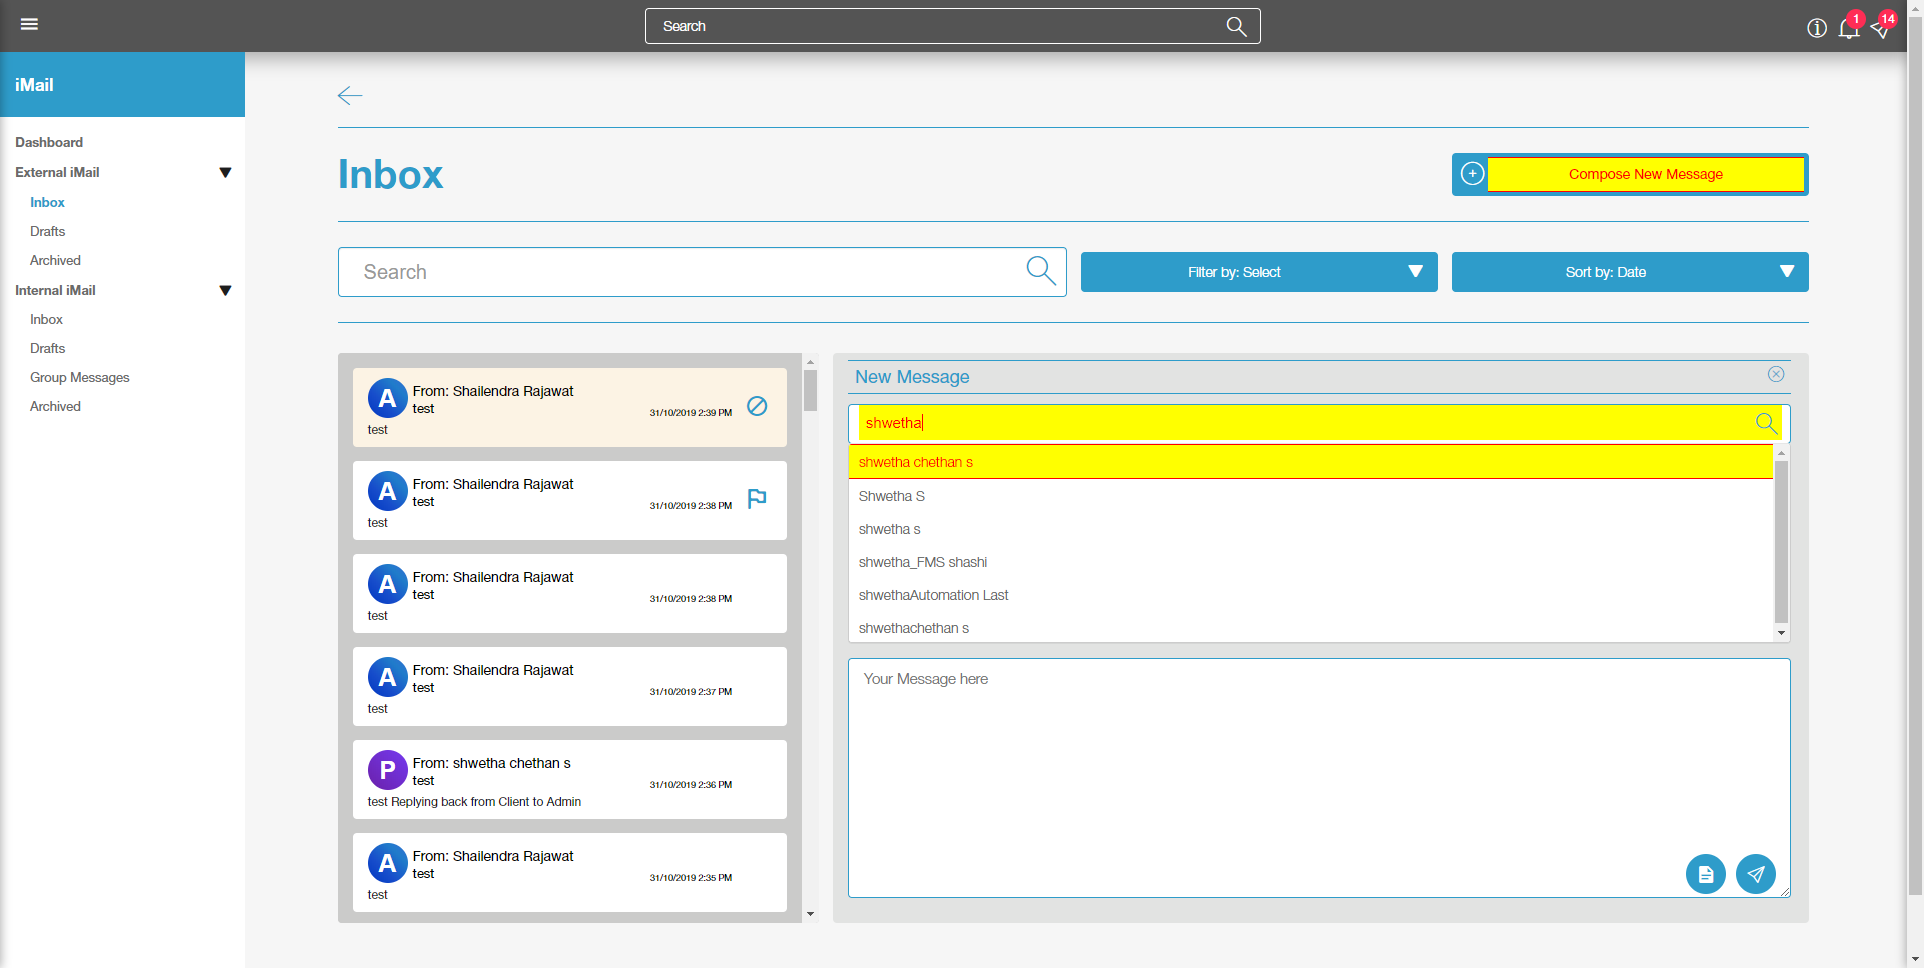 Search
1
14
iMail
Dashboard
External iMail
Inbox
Drafts
Archived
Internal iMail
Inbox
Drafts
Group Messages
Archived
Inbox
Compose New Message
Search
Filter by: Select
Sort by: Date
A
From: Shailendra Rajawat
test
31/10/2019 2:39 PM
test
A
From: Shailendra Rajawat
test
31/10/2019 2:38 PM
test
A
From: Shailendra Rajawat
test
31/10/2019 2:38 PM
test
A
From: Shailendra Rajawat
test
31/10/2019 2:37 PM
test
P
From: shwetha chethan s
test
31/10/2019 2:36 PM
test Replying back from Client to Admin
A
From: Shailendra Rajawat
test
31/10/2019 2:35 PM
test
New Message
shwetha
shwetha chethan s
Shwetha S
shwetha s
shwetha_FMS shashi
shwethaAutomation Last
shwethachethan s
Your Message here